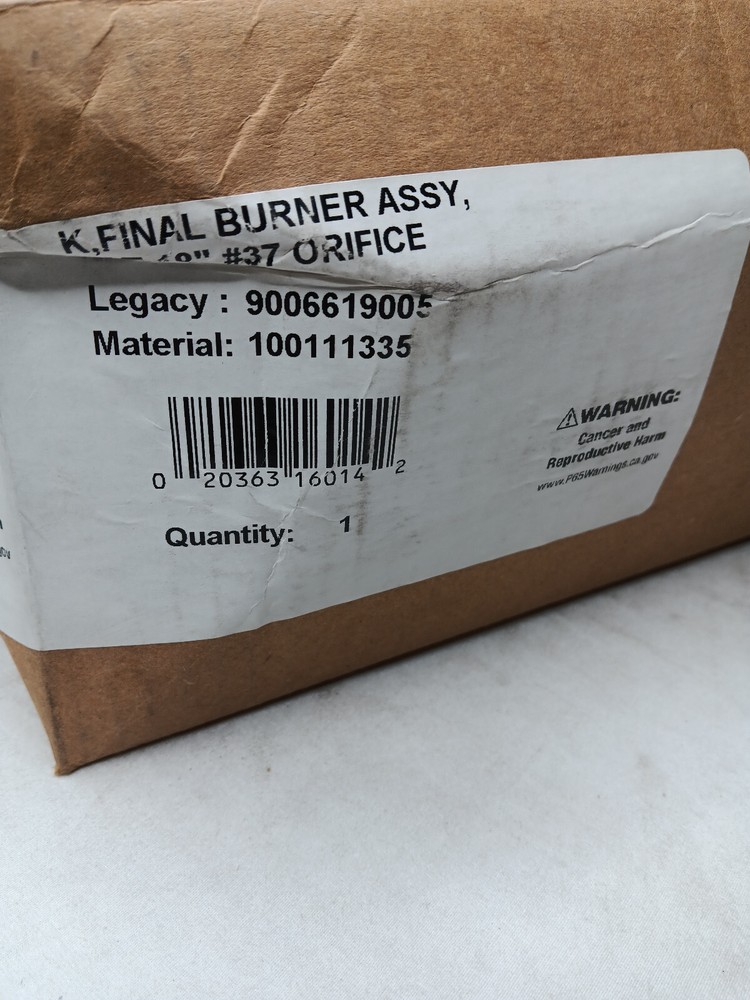 K,FINAL BURNER ASSY,
18" #37 ORIFICE
Legacy : 9006619005
Material: 100111335
0 20363 16014 2
Quantity: 1
⚠WARNING:
Cancer and
Reproductive Harm
www.P65Warnings.ca.gov